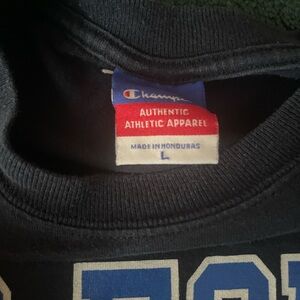 Champion
AUTHENTIC
ATHLETIC APPAREL
MADE IN HONDURAS
L